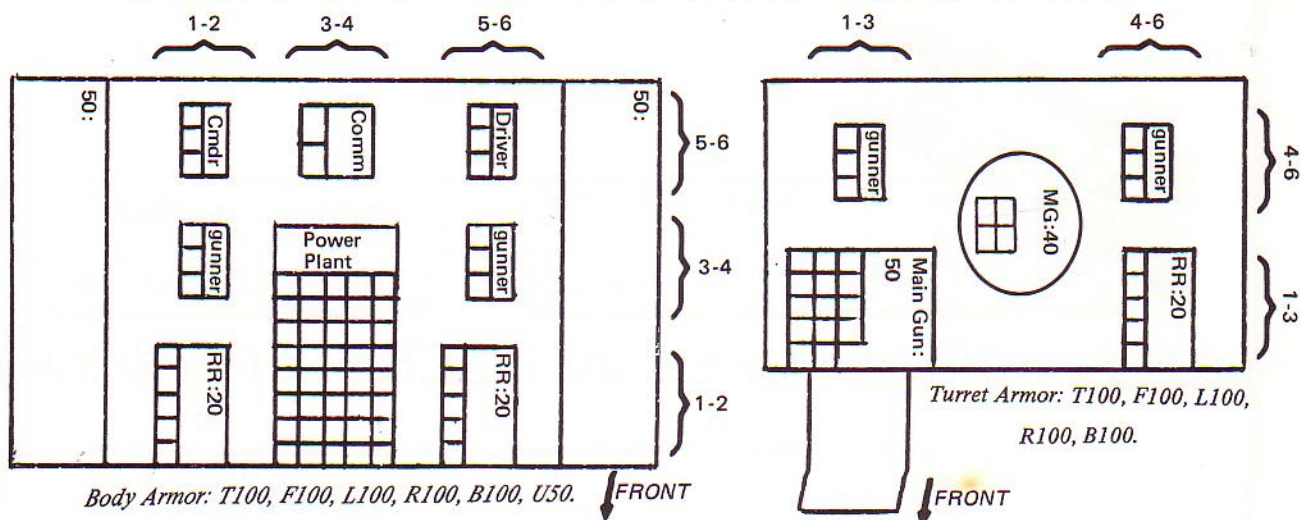 1-2
3-4
5-6
50:
Cmdr
Comm
Driver
50:
5-6
gunner
Power
Plant
gunner
3-4
RR:20
RR:20
1-2
Body Armor: T100, F100, L100, R100, B100, U50.
FRONT
1-3
4-6
gunner
MG:40
gunner
4-6
Main Gun:
50
RR:20
1-3
Turret Armor: T100, F100, L100,
R100, B100.
FRONT